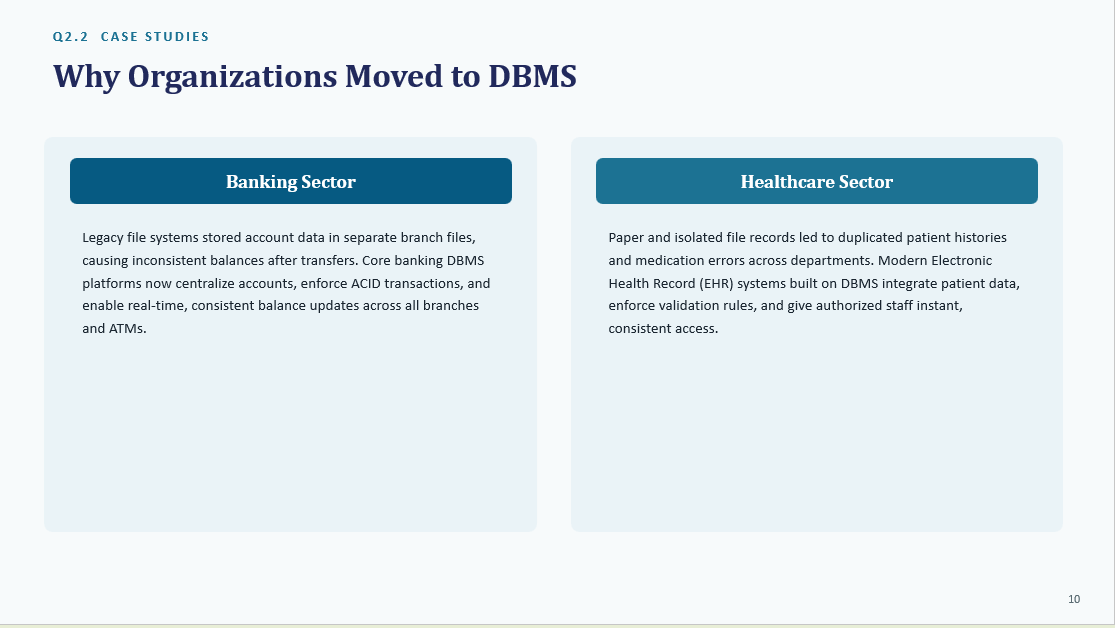 Q2.2 CASE STUDIES
Why Organizations Moved to DBMS
Banking Sector
Legacy file systems stored account data in separate branch files,
causing inconsistent balances after transfers. Core banking DBMS
platforms now centralize accounts, enforce ACID transactions, and
enable real-time, consistent balance updates across all branches
and ATMs.
Healthcare Sector
Paper and isolated file records led to duplicated patient histories
and medication errors across departments. Modern Electronic
Health Record (EHR) systems built on DBMS integrate patient data,
enforce validation rules, and give authorized staff instant,
consistent access.
10